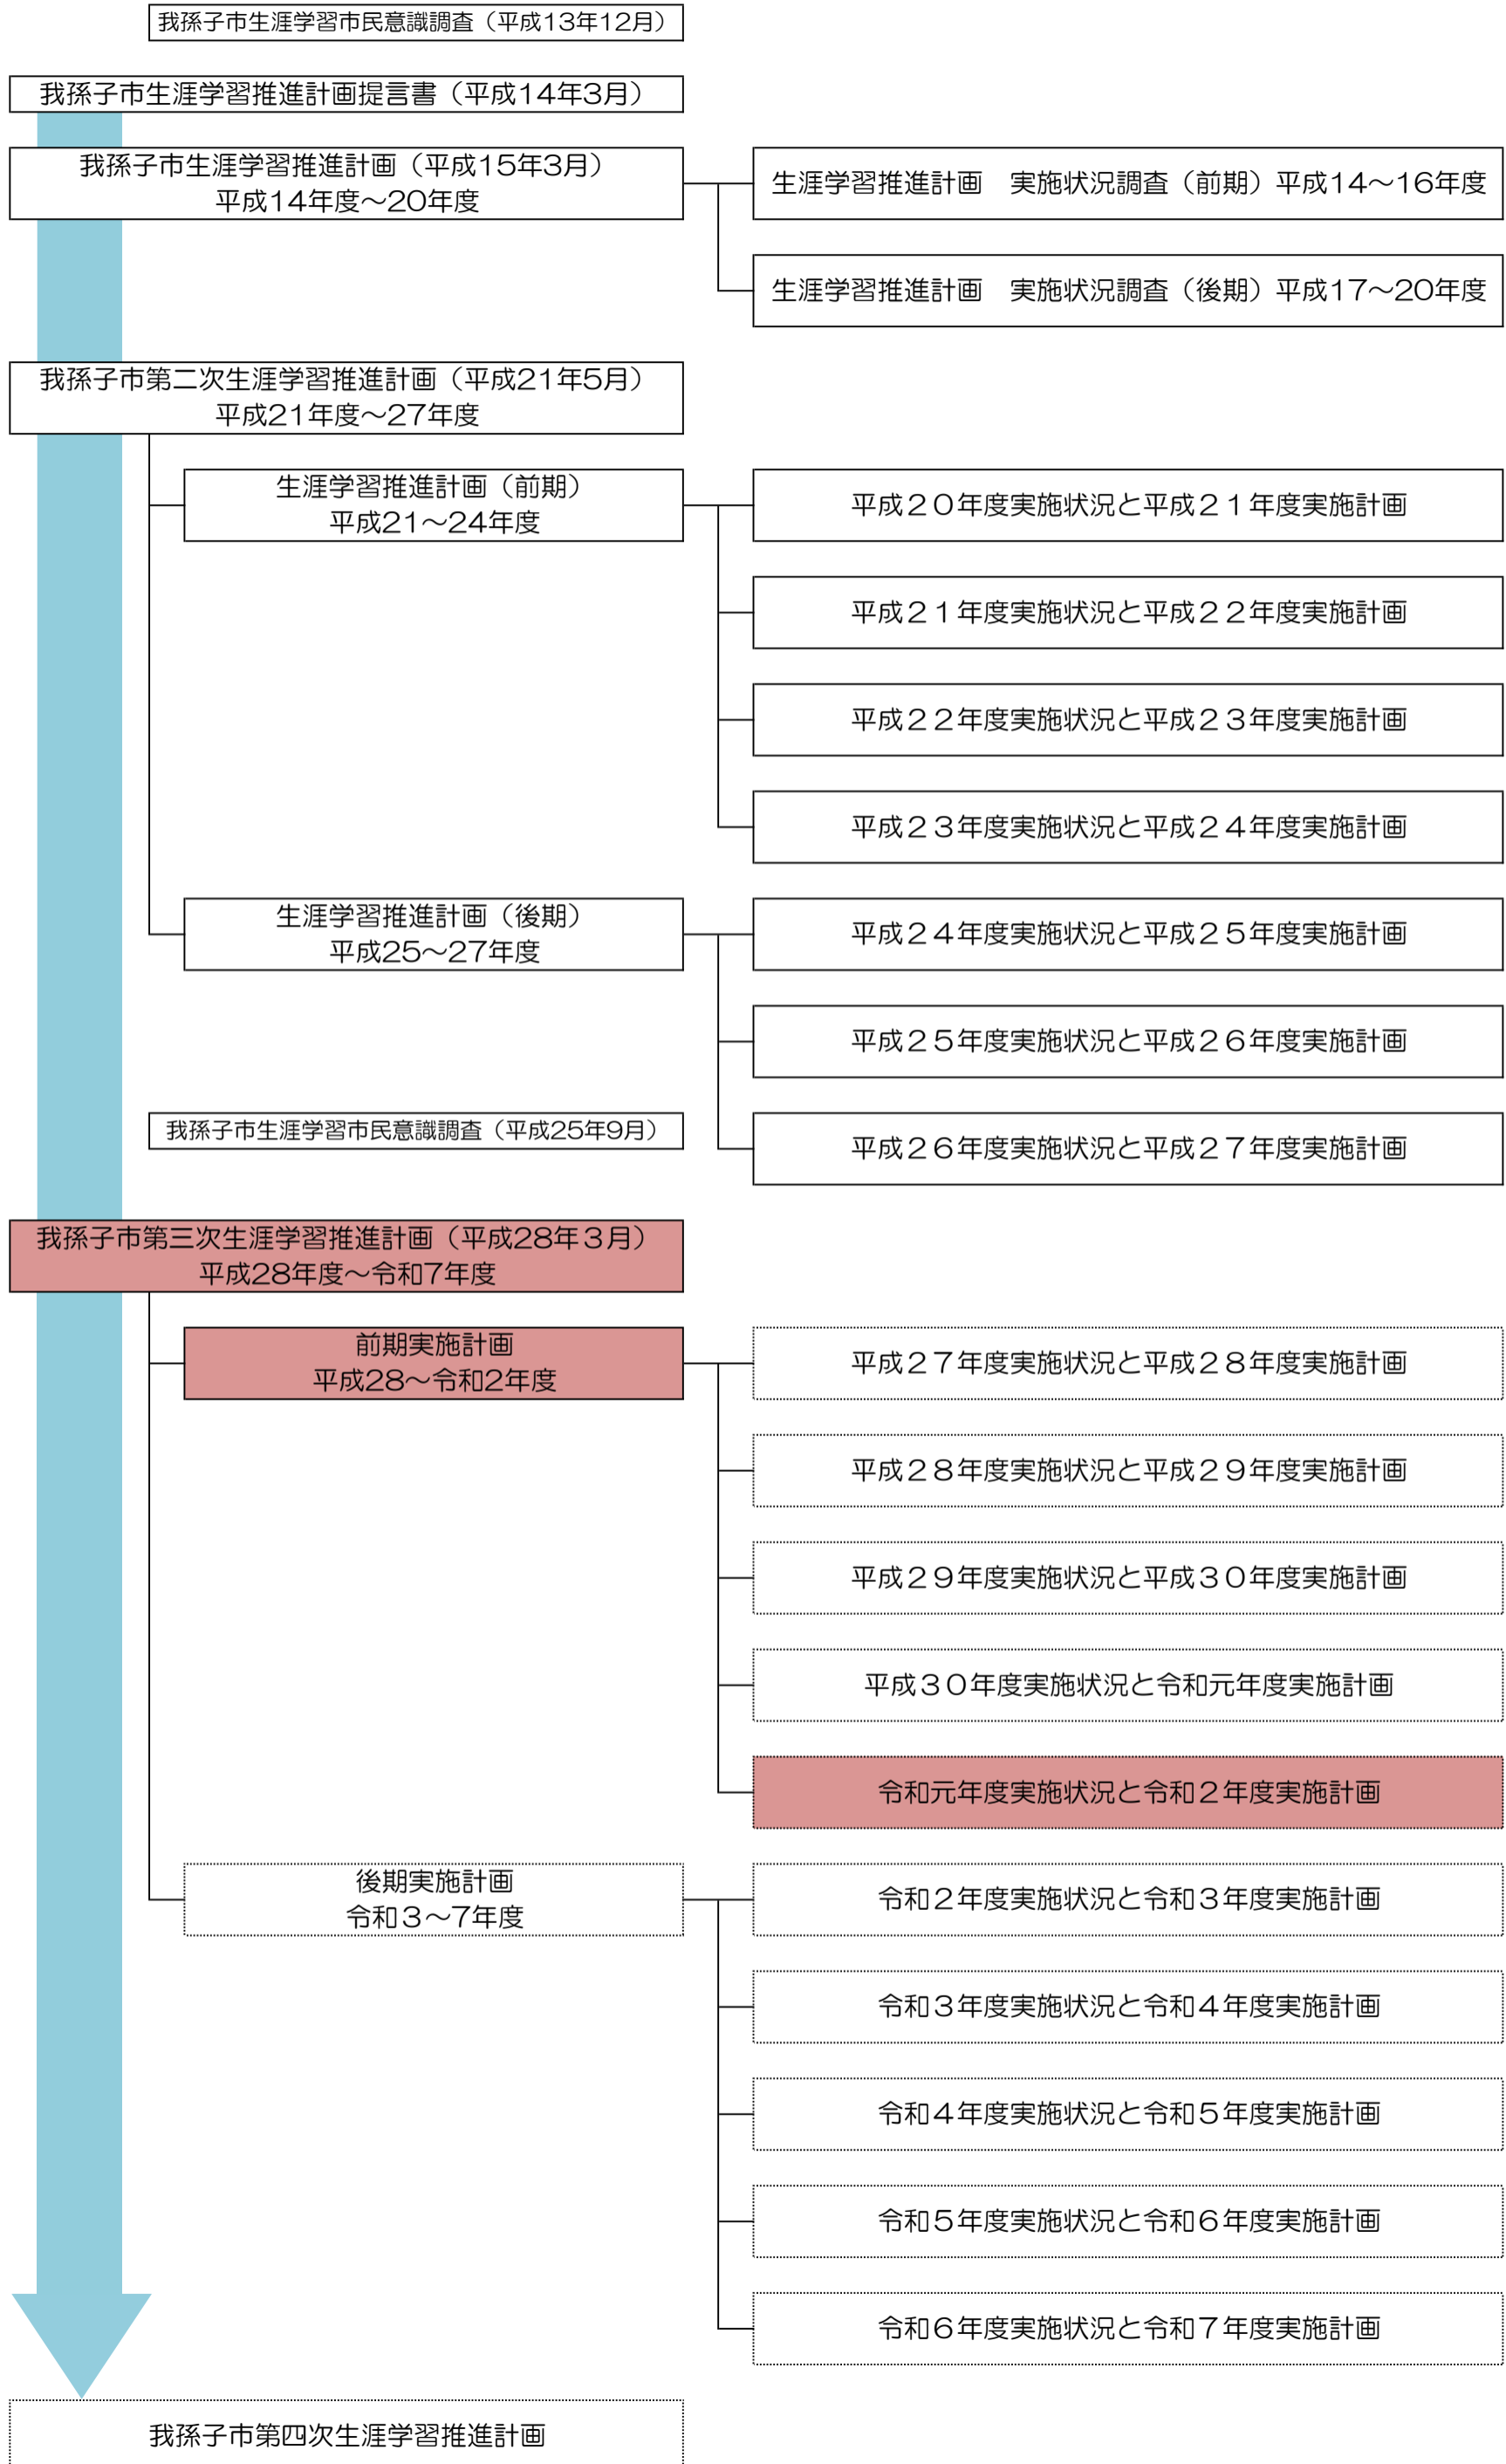 我孫子市生涯学習市民意識調査（平成13年12月）
我孫子市生涯学習推進計画提言書（平成14年3月）
我孫子市生涯学習推進計画（平成15年3月）
平成14年度～20年度
生涯学習推進計画　実施状況調査（前期）平成14～16年度
生涯学習推進計画　実施状況調査（後期）平成17～20年度
我孫子市第二次生涯学習推進計画（平成21年5月）
平成21年度～27年度
生涯学習推進計画（前期）
平成21～24年度
平成２０年度実施状況と平成２１年度実施計画
平成２１年度実施状況と平成２２年度実施計画
平成２２年度実施状況と平成２３年度実施計画
平成２３年度実施状況と平成２４年度実施計画
生涯学習推進計画（後期）
平成25～27年度
平成２４年度実施状況と平成２５年度実施計画
平成２５年度実施状況と平成２６年度実施計画
我孫子市生涯学習市民意識調査（平成25年9月）
平成２６年度実施状況と平成２７年度実施計画
我孫子市第三次生涯学習推進計画（平成28年３月）
平成28年度～令和7年度
前期実施計画
平成28～令和2年度
平成２７年度実施状況と平成２８年度実施計画
平成２８年度実施状況と平成２９年度実施計画
平成２９年度実施状況と平成３０年度実施計画
平成３０年度実施状況と令和元年度実施計画
令和元年度実施状況と令和２年度実施計画
後期実施計画
令和３～7年度
令和２年度実施状況と令和３年度実施計画
令和３年度実施状況と令和４年度実施計画
令和４年度実施状況と令和５年度実施計画
令和５年度実施状況と令和６年度実施計画
令和６年度実施状況と令和７年度実施計画
我孫子市第四次生涯学習推進計画